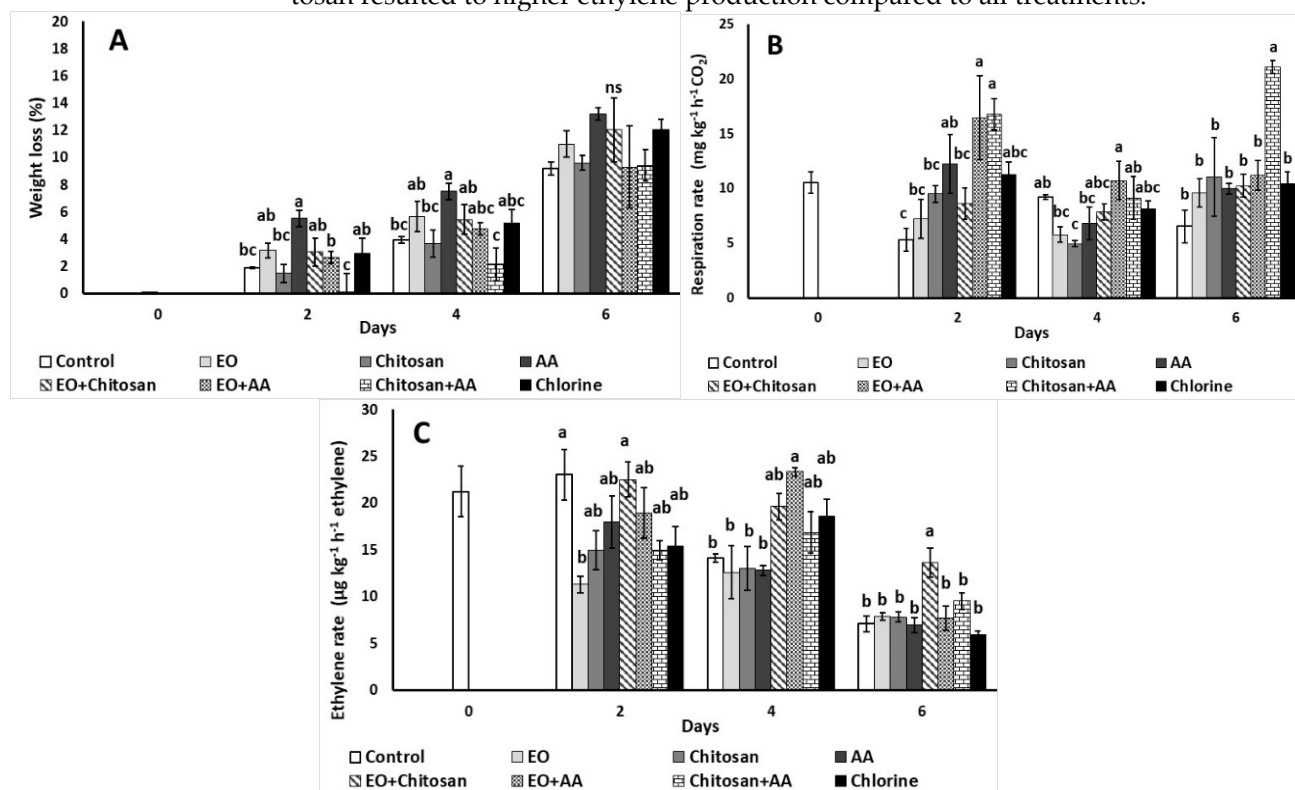 tosan resulted to higher ethylene production compared to all treatments.
A
Weight loss (%)
20
18
16
14
12
10
8
6
4
2
0
bc ab bc a ab b c ab
bc ab bc a ab abc c abc
ns
0 2 4 6
Days
Control EO Chitosan AA
EO+Chitosan EO+AA Chitosan+AA Chlorine
B
Respiration rate (mg kg⁻¹ h⁻¹ CO₂)
25
20
15
10
5
0
c bc bc ab bc a a abc
ab bc c bc abc a ab abc
b b b b b b a b
0 2 4 6
Days
Control EO Chitosan AA
EO+Chitosan EO+AA Chitosan+AA Chlorine
C
Ethylene rate (µg kg⁻¹ h⁻¹ ethylene)
30
25
20
15
10
5
0
a b ab ab a ab ab ab
b b b b ab a ab ab
b b b b a b b b
0 2 4 6
Days
Control EO Chitosan AA
EO+Chitosan EO+AA Chitosan+AA Chlorine